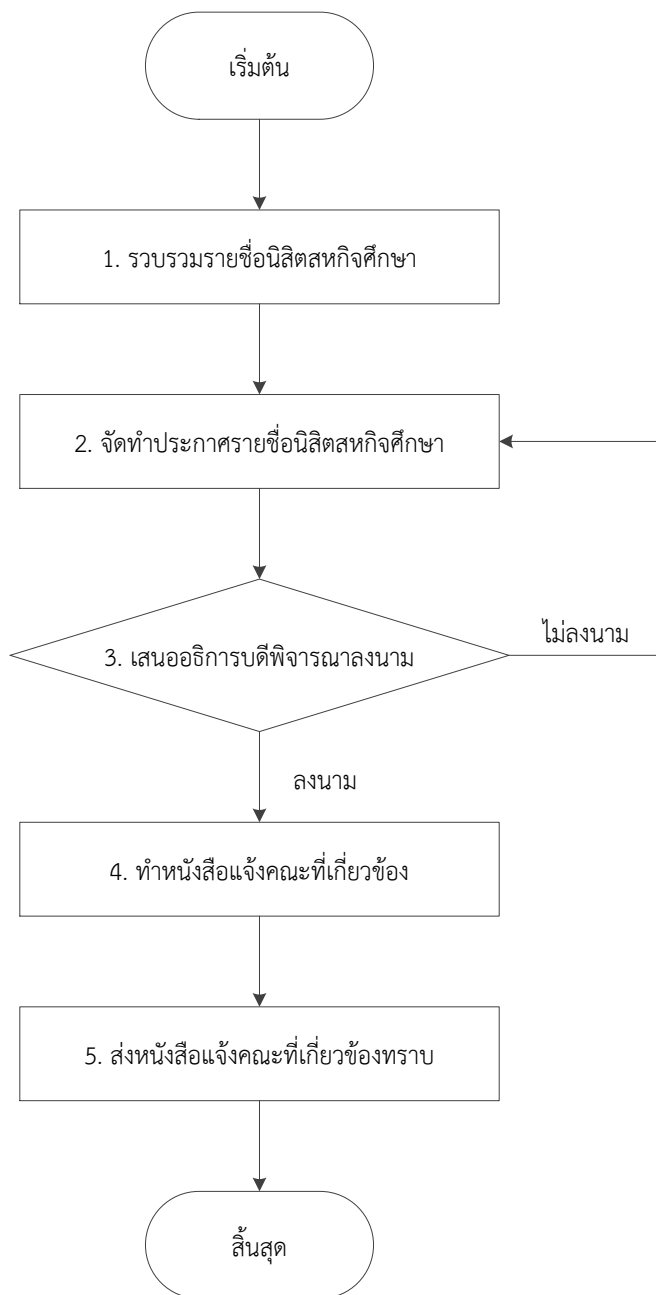 เริ่มต้น
1. รวบรวมรายชื่อนิสิตสหกิจศึกษา
2. จัดทำประกาศรายชื่อนิสิตสหกิจศึกษา
3. เสนออธิการบดีพิจารณาลงนาม
ไม่ลงนาม
ลงนาม
4. ทำหนังสือแจ้งคณะที่เกี่ยวข้อง
5. ส่งหนังสือแจ้งคณะที่เกี่ยวข้องทราบ
สิ้นสุด